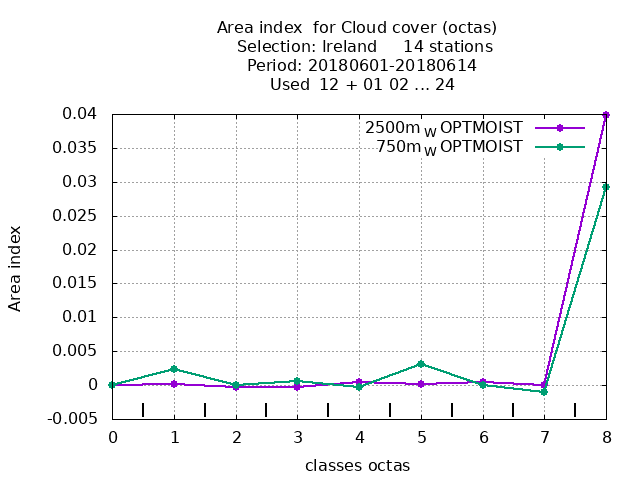 Area index  for Cloud cover (octas)
Selection: Ireland     14 stations
Period: 20180601-20180614
Used  12 + 01 02 ... 24
2500m W OPTMOIST
750m W OPTMOIST
0.04
0.035
0.03
0.025
0.02
0.015
0.01
0.005
0
-0.005
Area index
0 1 2 3 4 5 6 7 8
classes octas